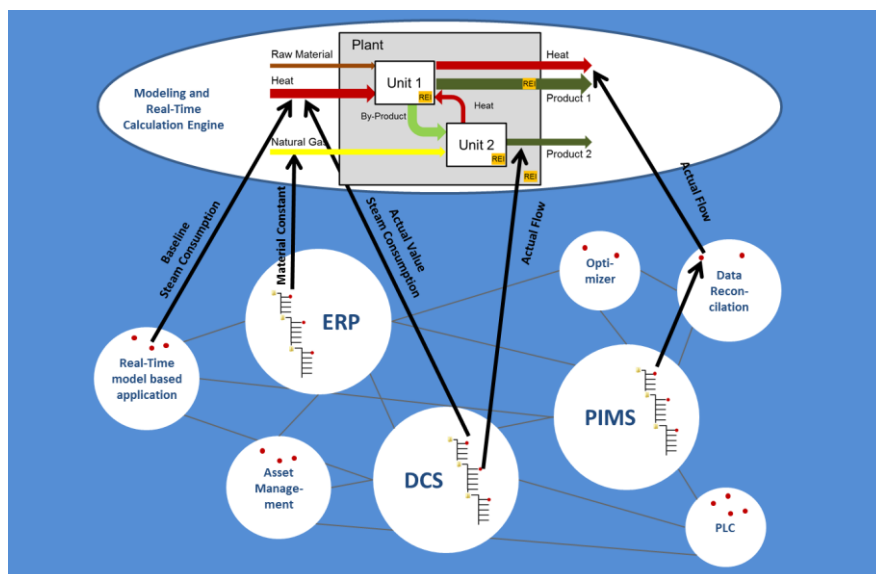 Plant
Raw Material
Heat
Modeling and
Real-Time
Calculation Engine
Unit 1
REI
Heat
REI
Product 1
By-Product
Heat
Natural Gas
Unit 2
REI
Product 2
REI
Baseline
Steam Consumption
Material Constant
Actual Value
Steam Consumption
Actual Flow
Actual Flow
Opti-
mizer
Data
Recon-
cilation
ERP
Real-Time
model based
application
PIMS
Asset
Manage-
ment
DCS
PLC